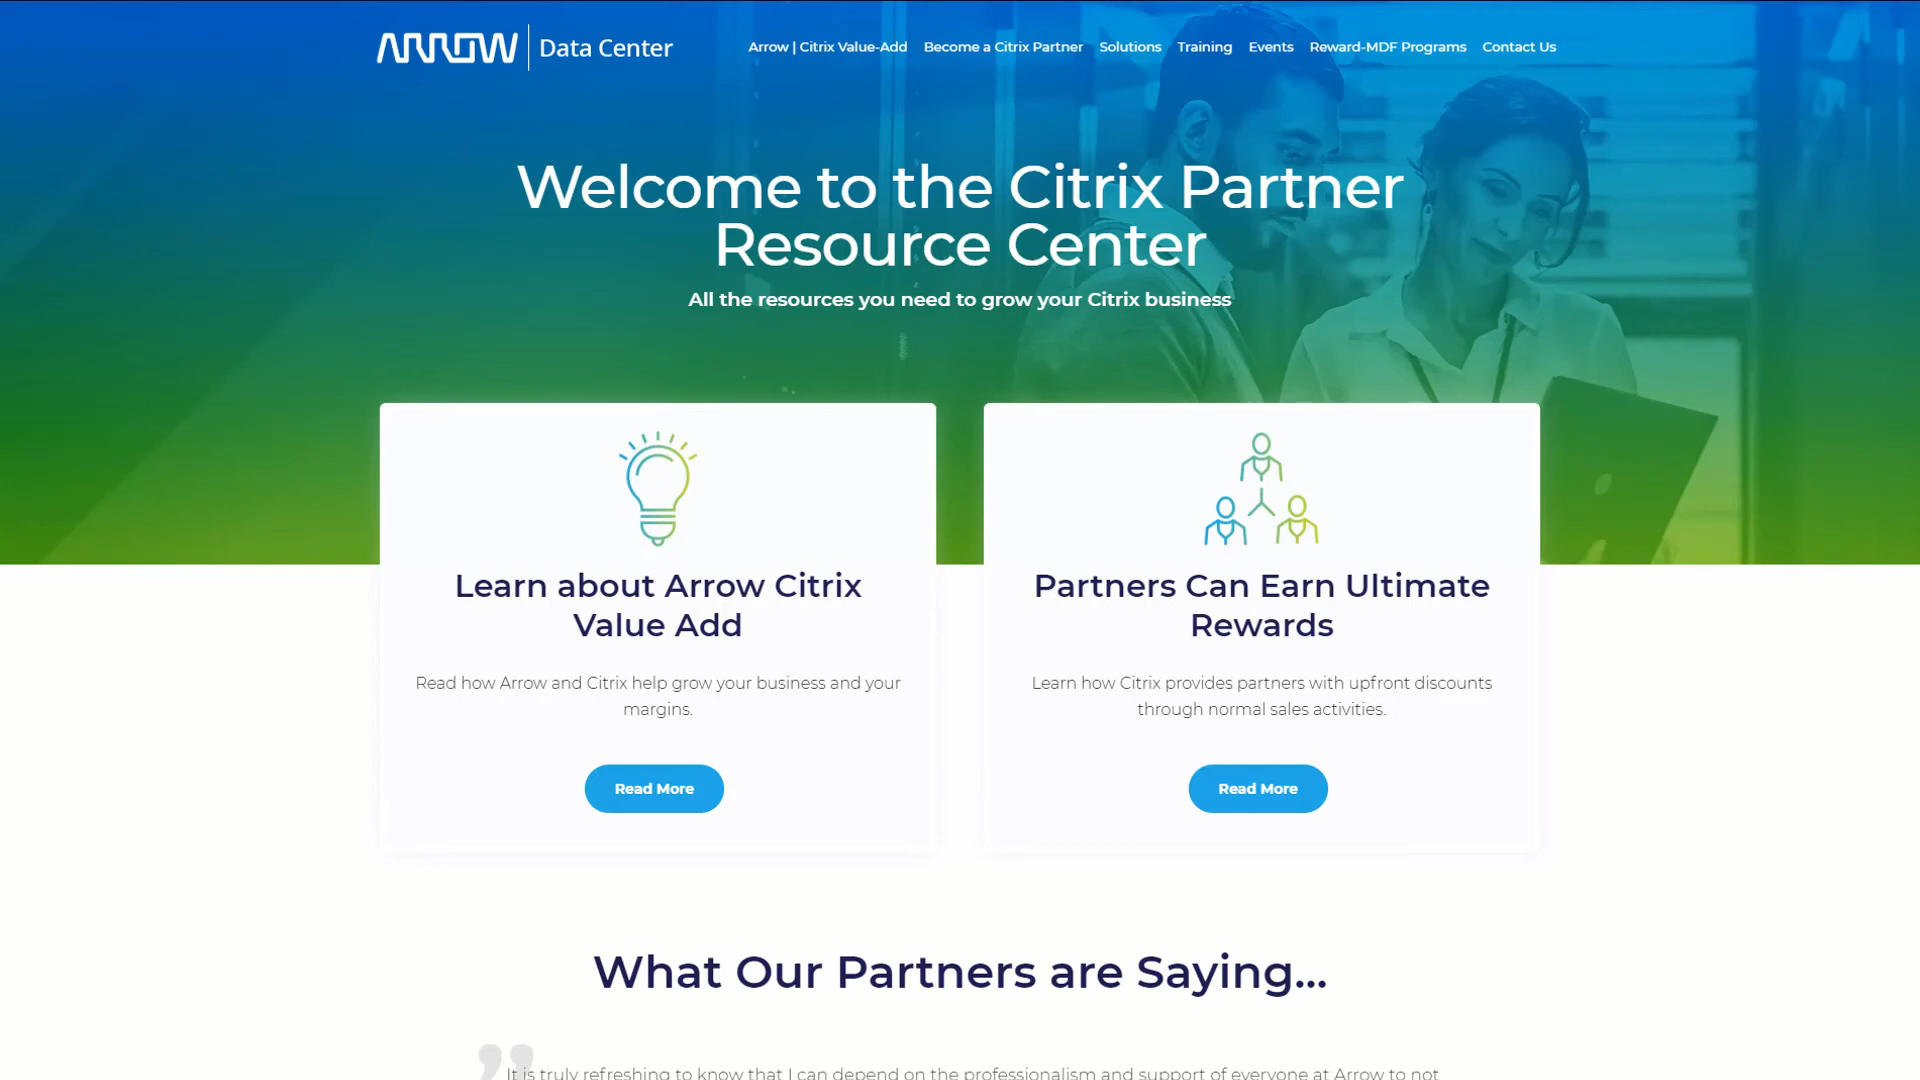 ARROW | Data Center
Arrow | Citrix Value-Add Become a Citrix Partner Solutions Training Events Reward-MDF Programs Contact Us
Welcome to the Citrix Partner
Resource Center
All the resources you need to grow your Citrix business
Learn about Arrow Citrix
Value Add
Read how Arrow and Citrix help grow your business and your
margins.
Read More
Partners Can Earn Ultimate
Rewards
Learn how Citrix provides partners with upfront discounts
through normal sales activities.
Read More
What Our Partners are Saying...
It is truly refreshing to know that I can depend on the professionalism and support of everyone at Arrow to not